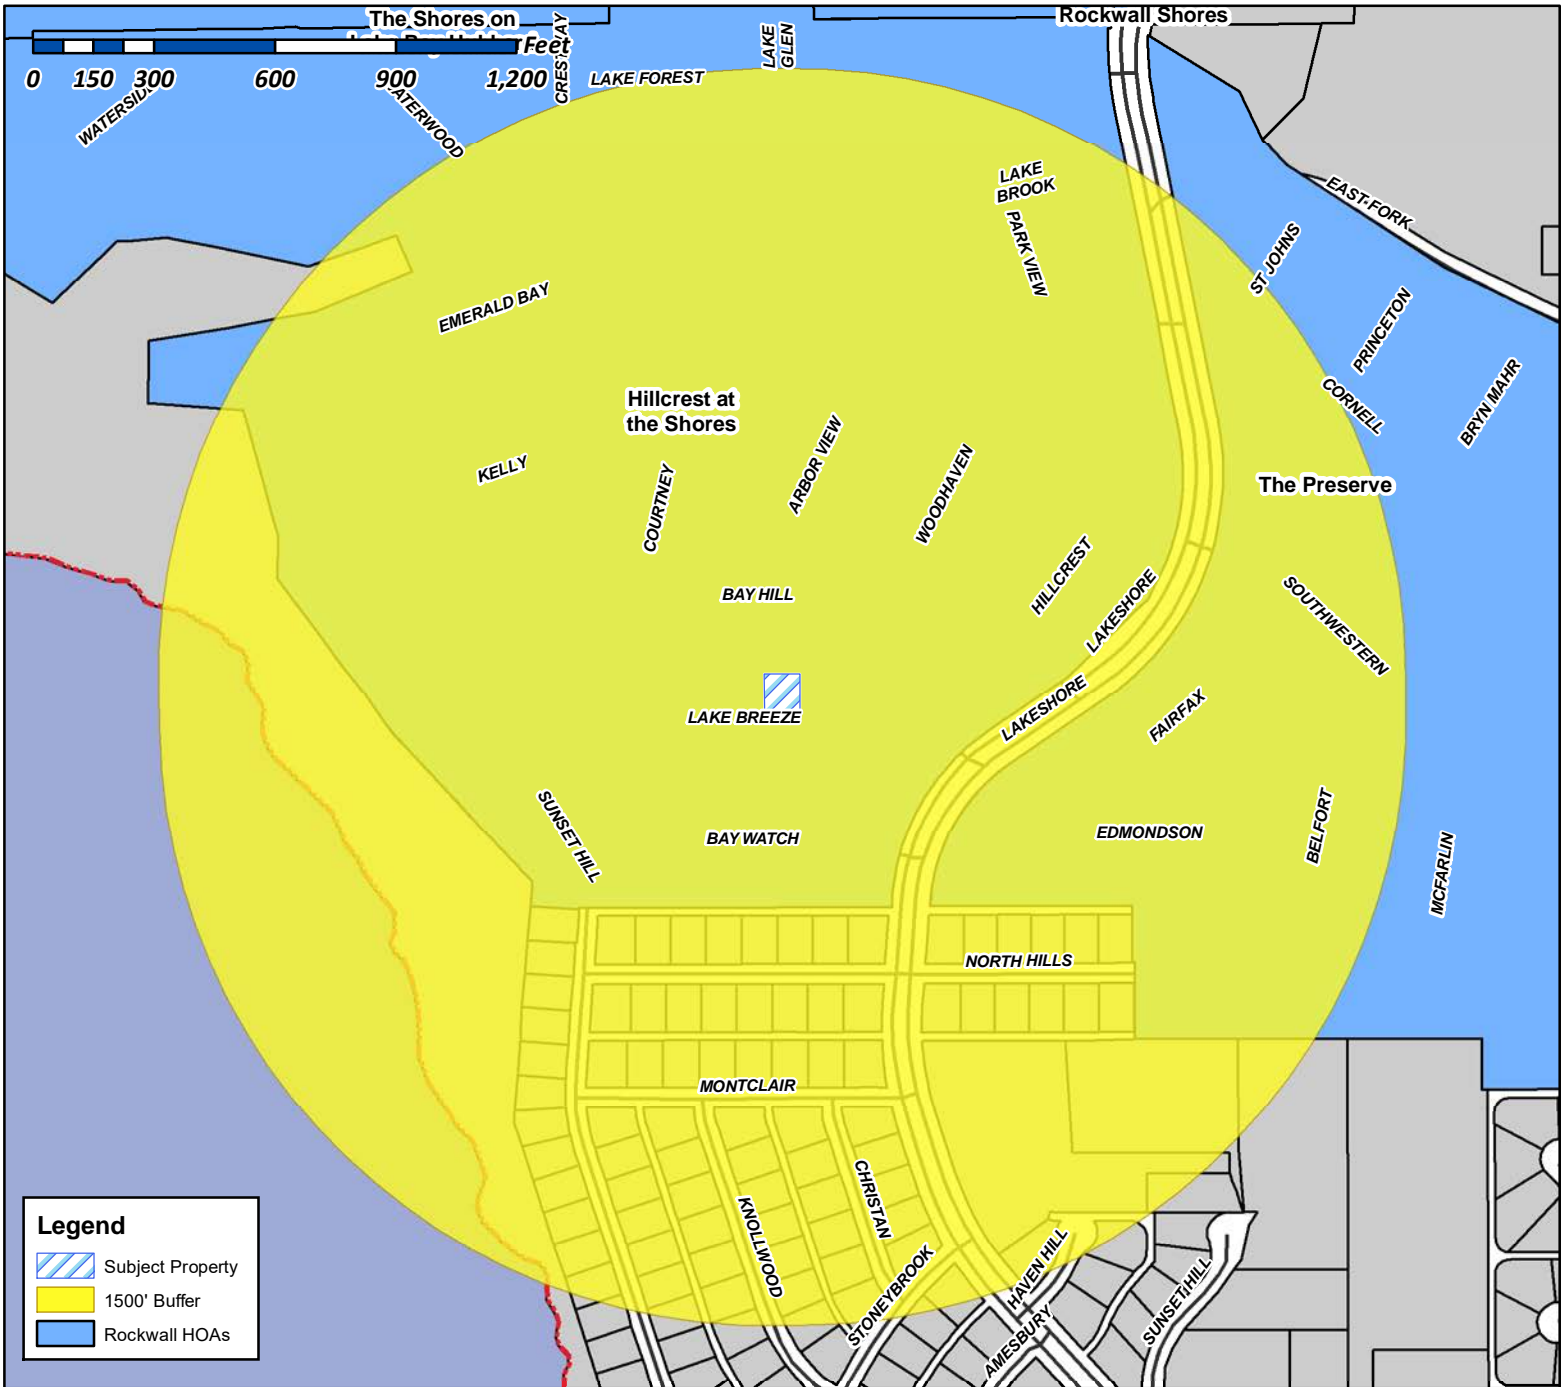 The Shores on
Rockwall Shores
Feet
0 150 300 600 900 1,200
LAKE
GLEN
LAKE FOREST
LAKE
BROOK
PARK VIEW
EAST FORK
ST JOHNS
PRINCETON
CORNELL
BRYN MAHR
EMERALD BAY
Hillcrest at
the Shores
KELLY
COURTNEY
ARBOR VIEW
WOODHAVEN
The Preserve
BAY HILL
HILLCREST
LAKESHORE
SOUTHWESTERN
LAKESHORE
FAIRFAX
LAKE BREEZE
SUNSET HILL
BAY WATCH
EDMONDSON
BELFORT
MCFARLIN
NORTH HILLS
MONTCLAIR
CHRISTAN
KNOLLWOOD
STONEYBROOK
HAVEN HILL
AMESBURY
SUNSET HILL
Legend
Subject Property
1500' Buffer
Rockwall HOAs